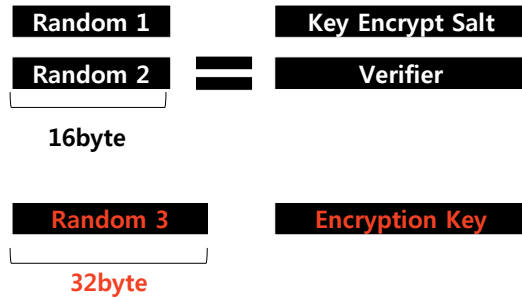 Random 1 Key Encrypt Salt
Random 2 Verifier
16byte
Random 3 Encryption Key
32byte